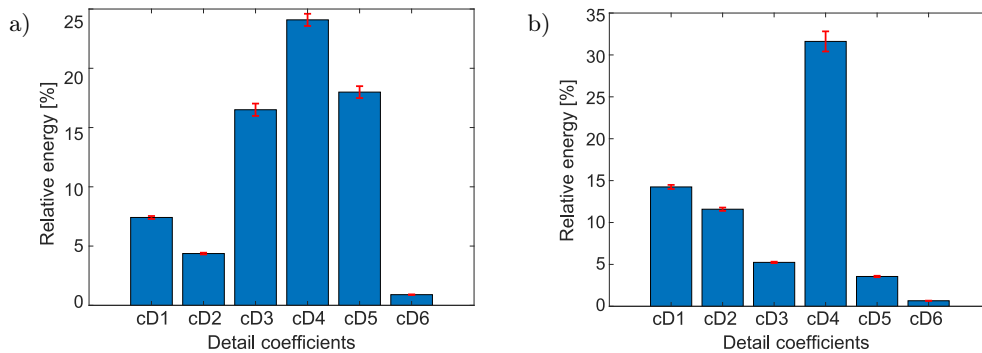 a)
Relative energy [%]
25
20
15
10
5
0
cD1 cD2 cD3 cD4 cD5 cD6
Detail coefficients
b)
Relative energy [%]
35
30
25
20
15
10
5
0
cD1 cD2 cD3 cD4 cD5 cD6
Detail coefficients